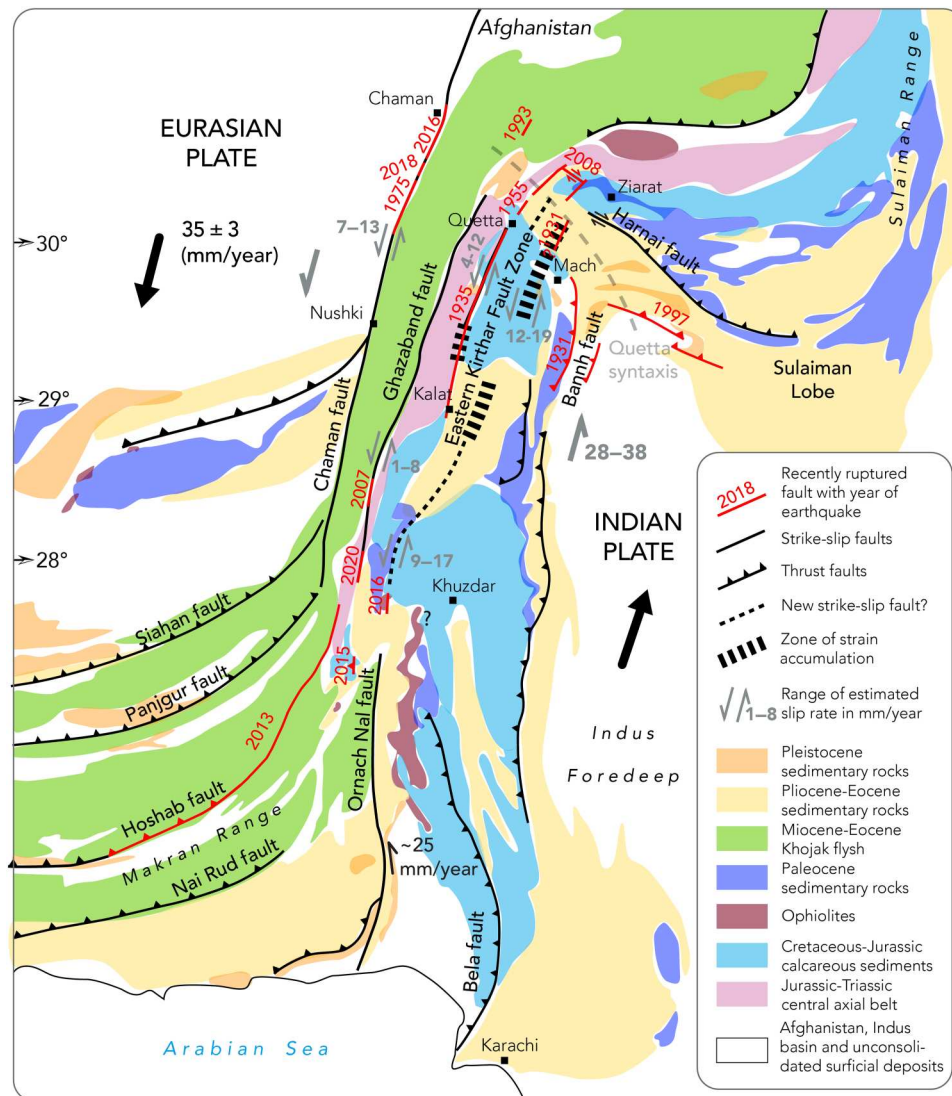 Afghanistan
Sulaiman Range
Chaman
EURASIAN
PLATE
1993
2016
2018
1975
2008
Ziarat
1955
Quetta
1931
Harnai fault
35 ± 3
(mm/year)
30°
7–13
4-12
Mach
Nushki
Ghazaband fault
1935
Eastern Kirthar Fault Zone
12-19
1997
Quetta
syntaxis
1931
Bannh fault
Sulaiman
Lobe
Kalat
29°
Chaman fault
28–38
1–8
2007
INDIAN
PLATE
28°
2020
9–17
2016
Khuzdar
?
Siahan fault
2015
Panjgur fault
2013
Ornach Nal fault
Indus
Foredeep
Hoshab fault
Makran Range
Nai Rud fault
~25
mm/year
Bela fault
Arabian Sea
Karachi
2018
Recently ruptured
fault with year of
earthquake
Strike-slip faults
Thrust faults
New strike-slip fault?
Zone of strain
accumulation
1–8
Range of estimated
slip rate in mm/year
Pleistocene
sedimentary rocks
Pliocene-Eocene
sedimentary rocks
Miocene-Eocene
Khojak flysh
Paleocene
sedimentary rocks
Ophiolites
Cretaceous-Jurassic
calcareous sediments
Jurassic-Triassic
central axial belt
Afghanistan, Indus
basin and unconsoli-
dated surficial deposits